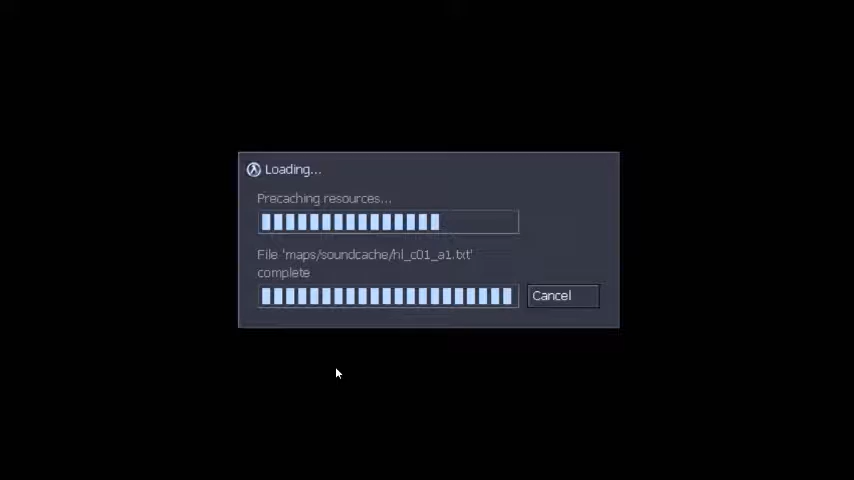 Loading...
Precaching resources...
File 'maps/soundcache/hl_c01_a1.txt'
complete
Cancel